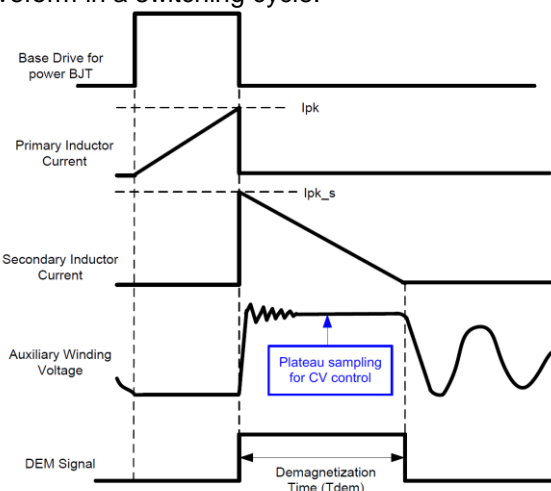 waveform in a switching cycle.
Base Drive for
power BJT
Ipk
Primary Inductor
Current
Ipk_s
Secondary Inductor
Current
Auxiliary Winding
Voltage
Plateau sampling
for CV control
DEM Signal
Demagnetization
Time (Tdem)